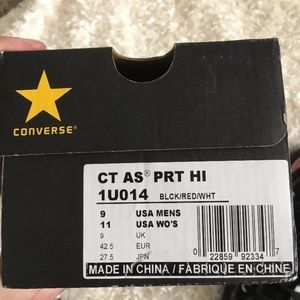 CONVERSE®
CT AS® PRT HI
1U014 BLCK/RED/WHT
9 USA MENS
11 USA WO'S
9 UK
42.5 EUR
27.5 JPN
0 22859 92334 7
MADE IN CHINA / FABRIQUÉ EN CHINE